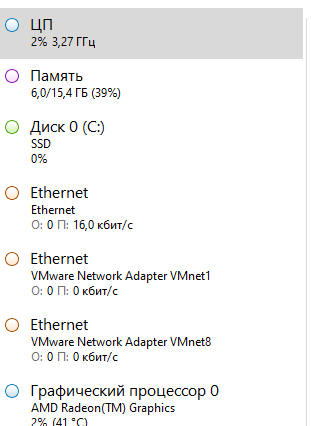 ЦП
2% 3,27 ГГц
Память
6,0/15,4 ГБ (39%)
Диск 0 (C:)
SSD
0%
Ethernet
Ethernet
О: 0 П: 16,0 кбит/с
Ethernet
VMware Network Adapter VMnet1
О: 0 П: 0 кбит/с
Ethernet
VMware Network Adapter VMnet8
О: 0 П: 0 кбит/с
Графический процессор 0
AMD Radeon(TM) Graphics
2% (41 °C)